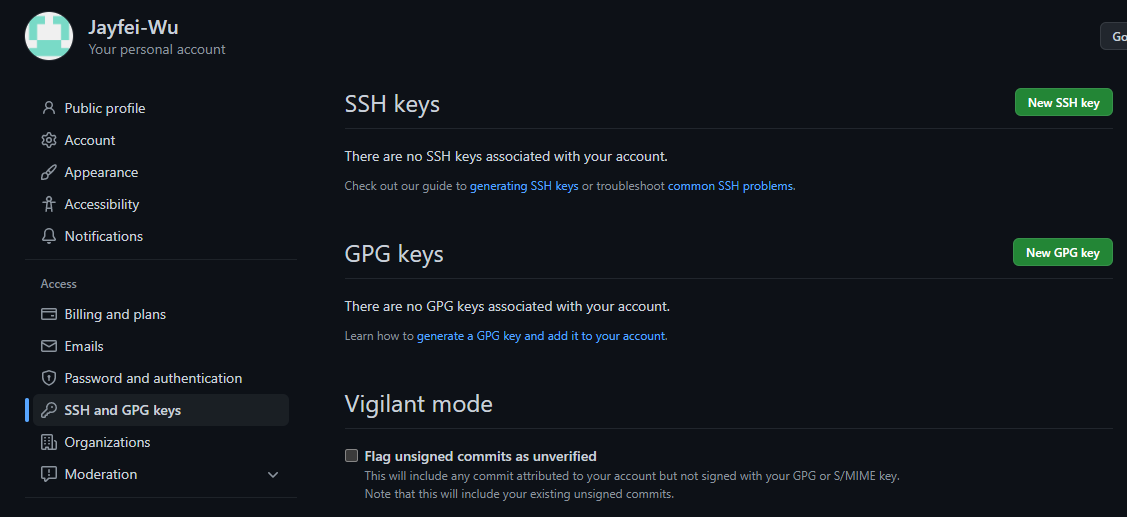 Jayfei-Wu
Your personal account
Go
Public profile
Account
Appearance
Accessibility
Notifications
Access
Billing and plans
Emails
Password and authentication
SSH and GPG keys
Organizations
Moderation
SSH keys
New SSH key
There are no SSH keys associated with your account.
Check out our guide to generating SSH keys or troubleshoot common SSH problems.
GPG keys
New GPG key
There are no GPG keys associated with your account.
Learn how to generate a GPG key and add it to your account.
Vigilant mode
Flag unsigned commits as unverified
This will include any commit attributed to your account but not signed with your GPG or S/MIME key.
Note that this will include your existing unsigned commits.